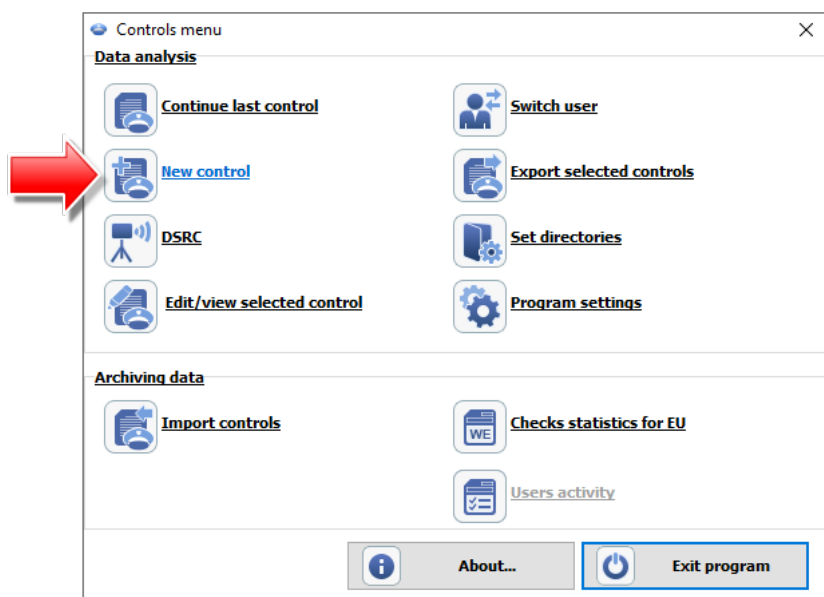 Controls menu
Data analysis
Continue last control
Switch user
New control
Export selected controls
DSRC
Set directories
Edit/view selected control
Program settings
Archiving data
Import controls
WE
Checks statistics for EU
Users activity
About...
Exit program